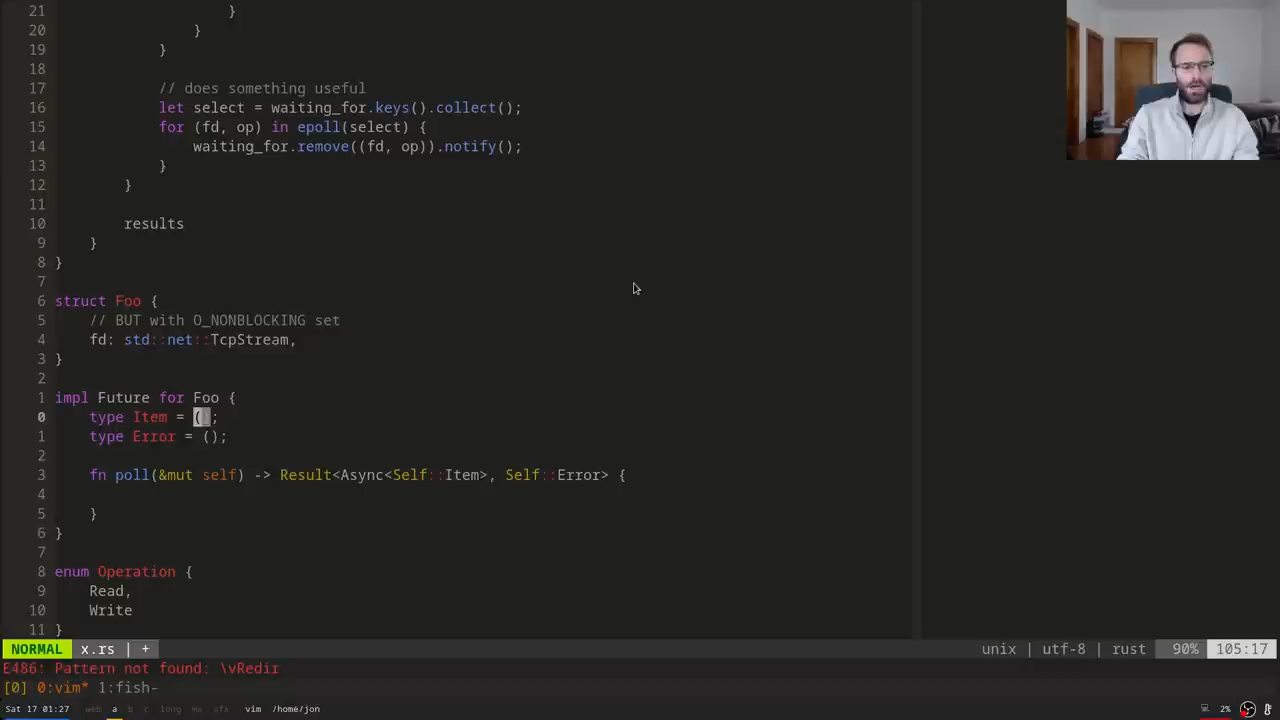 21                     }
20                 }
19             }
18
17             // does something useful
16             let select = waiting_for.keys().collect();
15             for (fd, op) in epoll(select) {
14                 waiting_for.remove((fd, op)).notify();
13             }
12         }
11
10         results
9     }
8 }
7
6 struct Foo {
5     // BUT with O_NONBLOCKING set
4     fd: std::net::TcpStream,
3 }
2
1 impl Future for Foo {
0     type Item = ();
1     type Error = ();
2
3     fn poll(&mut self) -> Result<Async<Self::Item>, Self::Error> {
4
5     }
6 }
7
8 enum Operation {
9     Read,
10     Write
11 }
NORMAL x.rs | + unix | utf-8 | rust 90% 105:17
E486: Pattern not found: \vRedir
[0] 0:vim* 1:fish-
Sat 17 01:27 web a b c long mw sfx vim /home/jon 2%